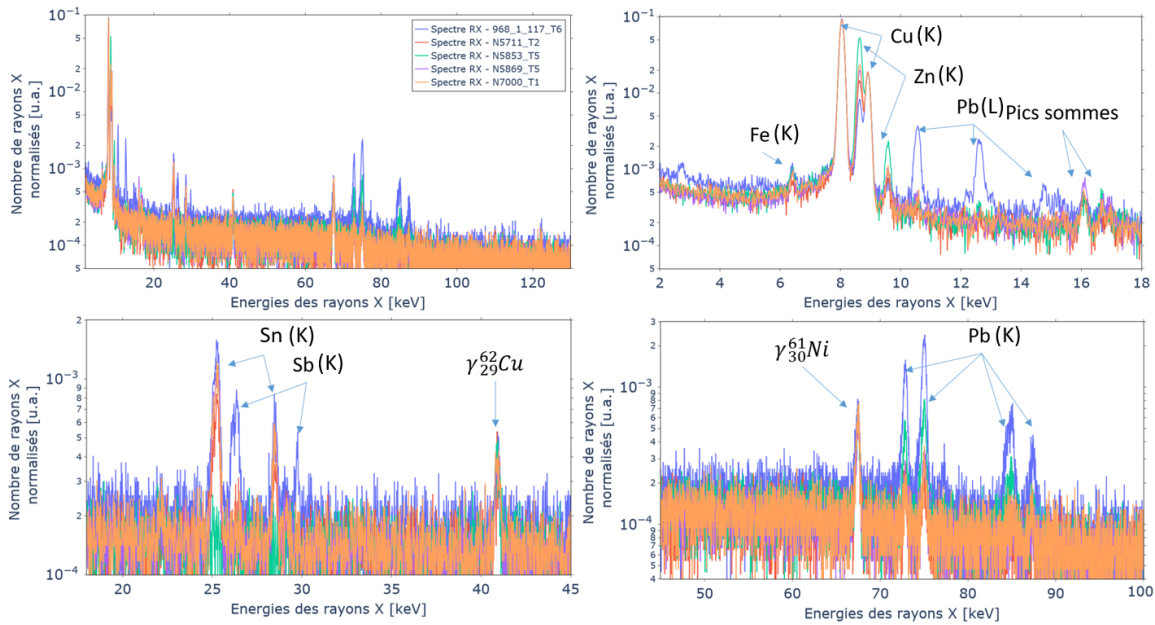 Nombre de rayons X
normalisés [u.a.]
10⁻¹
5
2
10⁻²
5
2
10⁻³
5
2
10⁻⁴
5
Spectre RX - 968_1_117_T6
Spectre RX - N5711_T2
Spectre RX - N5853_T5
Spectre RX - N5869_T5
Spectre RX - N7000_T1
20 40 60 80 100 120
Energies des rayons X [keV]
Nombre de rayons X
normalisés [u.a.]
10⁻¹
5
2
10⁻²
5
2
10⁻³
5
2
10⁻⁴
5
Cu (K)
Zn (K)
Fe (K)
Pb (L)
Pics sommes
2 4 6 8 10 12 14 16 18
Energies des rayons X [keV]
Nombre de rayons X
normalisés [u.a.]
2
10⁻³
9
8
7
6
5
4
3
2
10⁻⁴
Sn (K)
Sb (K)
γ⁶²₂₉Cu
20 25 30 35 40 45
Energies des rayons X [keV]
Nombre de rayons X
normalisés [u.a.]
3
2
10⁻³
9
8
7
6
5
4
3
2
10⁻⁴
9
8
7
6
5
4
γ⁶¹₃₀Ni
Pb (K)
50 60 70 80 90 100
Energies des rayons X [keV]